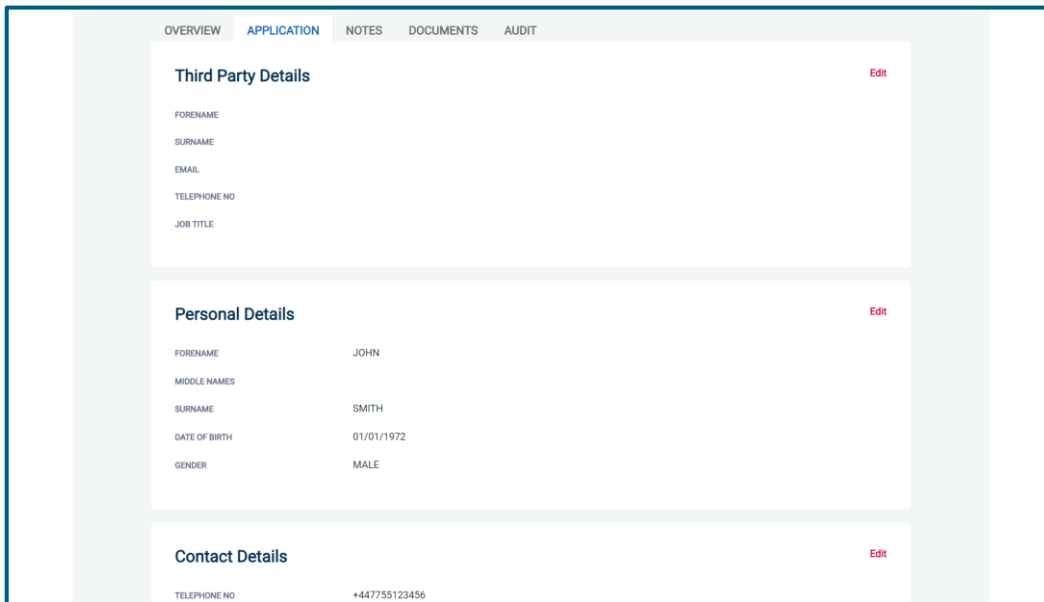 OVERVIEW APPLICATION NOTES DOCUMENTS AUDIT
Third Party Details Edit
FORENAME
SURNAME
EMAIL
TELEPHONE NO
JOB TITLE
Personal Details Edit
FORENAME JOHN
MIDDLE NAMES
SURNAME SMITH
DATE OF BIRTH 01/01/1972
GENDER MALE
Contact Details Edit
TELEPHONE NO +447755123456